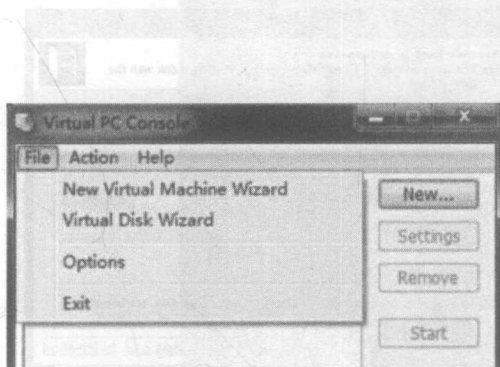 Virtual PC Console
File Action Help
New Virtual Machine Wizard
Virtual Disk Wizard
Options
Exit
New...
Settings
Remove
Start